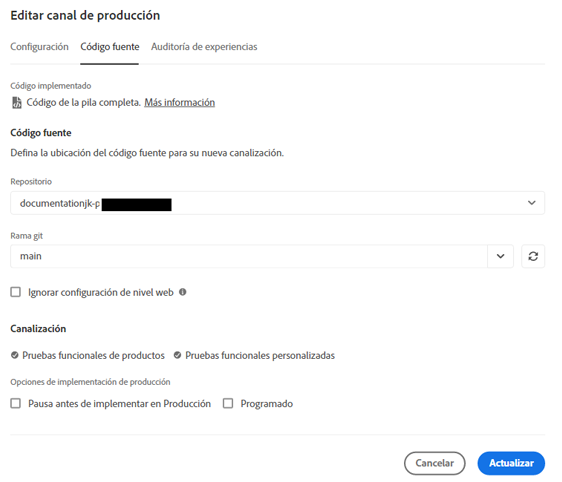 Editar canal de producción
Configuración Código fuente Auditoría de experiencias
Código implementado
Código de la pila completa. Más información
Código fuente
Defina la ubicación del código fuente para su nueva canalización.
Repositorio
documentationjk-p
Rama git
main
Ignorar configuración de nivel web
Canalización
Pruebas funcionales de productos Pruebas funcionales personalizadas
Opciones de implementación de producción
Pausa antes de implementar en Producción Programado
Cancelar Actualizar